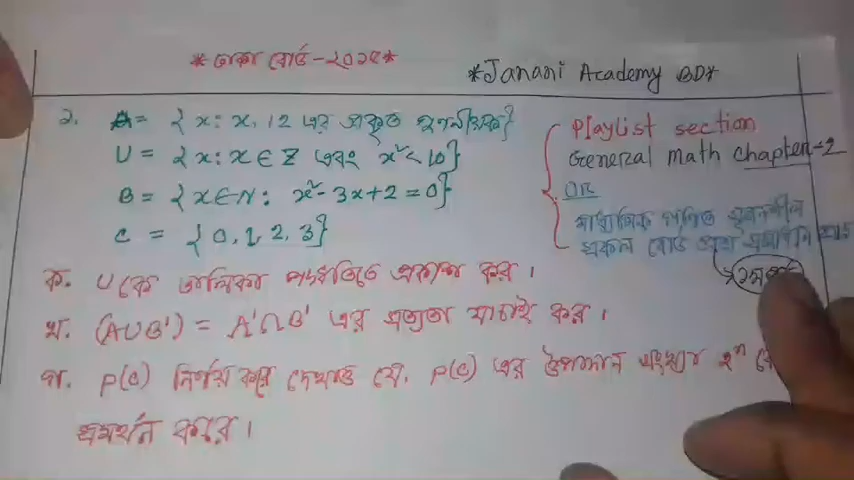 *ঢাকা বোর্ড-২০১৫*
*Janani Academy BD*
১. A = {x: x, 12 এর প্রকৃত গুণনীয়ক}
U = {x: x ∈ Z এবং x² < 10}
B = {x ∈ N: x² - 3x + 2 = 0}
C = {0, 1, 2, 3}
Playlist section
General Math Chapter-2
OR
মাধ্যমিক গণিত সৃজনশীল
সকল বোর্ড প্রশ্ন
ক. U কে তালিকা পদ্ধতিতে প্রকাশ কর।
খ. (A∪B') = A'∩B' এর সত্যতা যাচাই কর।
গ. P(C) নির্ণয় করে দেখাও যে, P(C) এর উপাদান সংখ্যা 2ⁿ কে
সমর্থন করে।